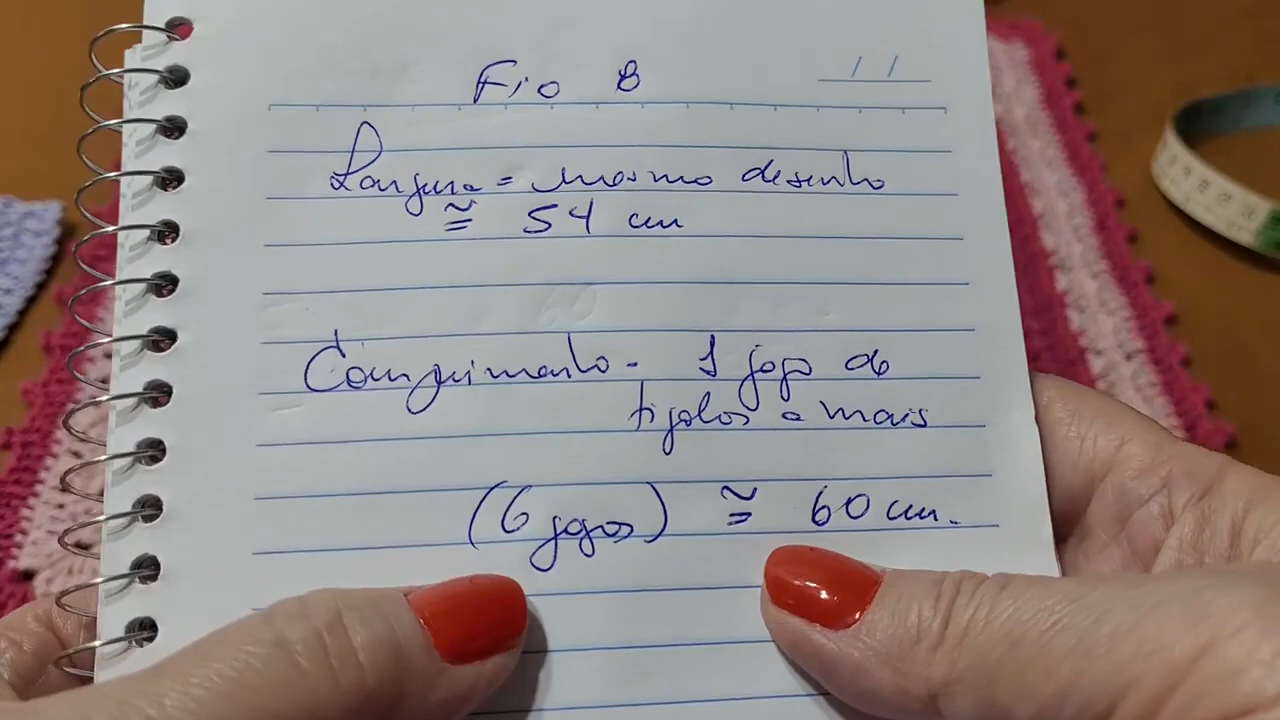 Fio 8
/ /
Largura = mesmo desenho
≅ 54 cm
Comprimento - 1 jogo de
tijolos a mais
(6 jogos) ≅ 60 cm.